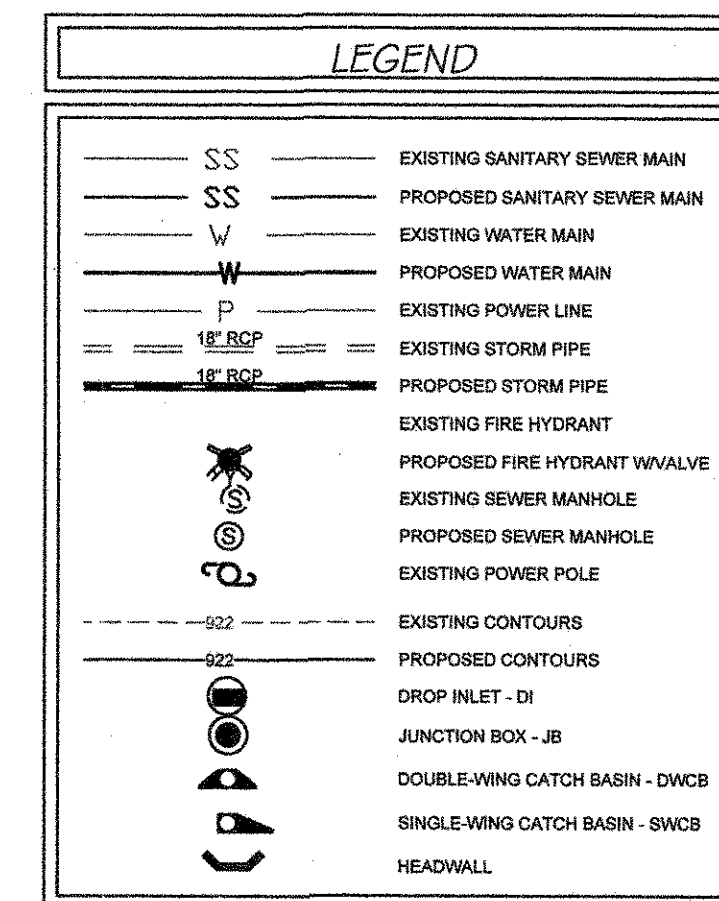 LEGEND
SS EXISTING SANITARY SEWER MAIN
SS PROPOSED SANITARY SEWER MAIN
W EXISTING WATER MAIN
W PROPOSED WATER MAIN
P EXISTING POWER LINE
18" RCP EXISTING STORM PIPE
18" RCP PROPOSED STORM PIPE
EXISTING FIRE HYDRANT
PROPOSED FIRE HYDRANT W/VALVE
S EXISTING SEWER MANHOLE
S PROPOSED SEWER MANHOLE
EXISTING POWER POLE
922 EXISTING CONTOURS
922 PROPOSED CONTOURS
DROP INLET - DI
JUNCTION BOX - JB
DOUBLE-WING CATCH BASIN - DWCB
SINGLE-WING CATCH BASIN - SWCB
HEADWALL